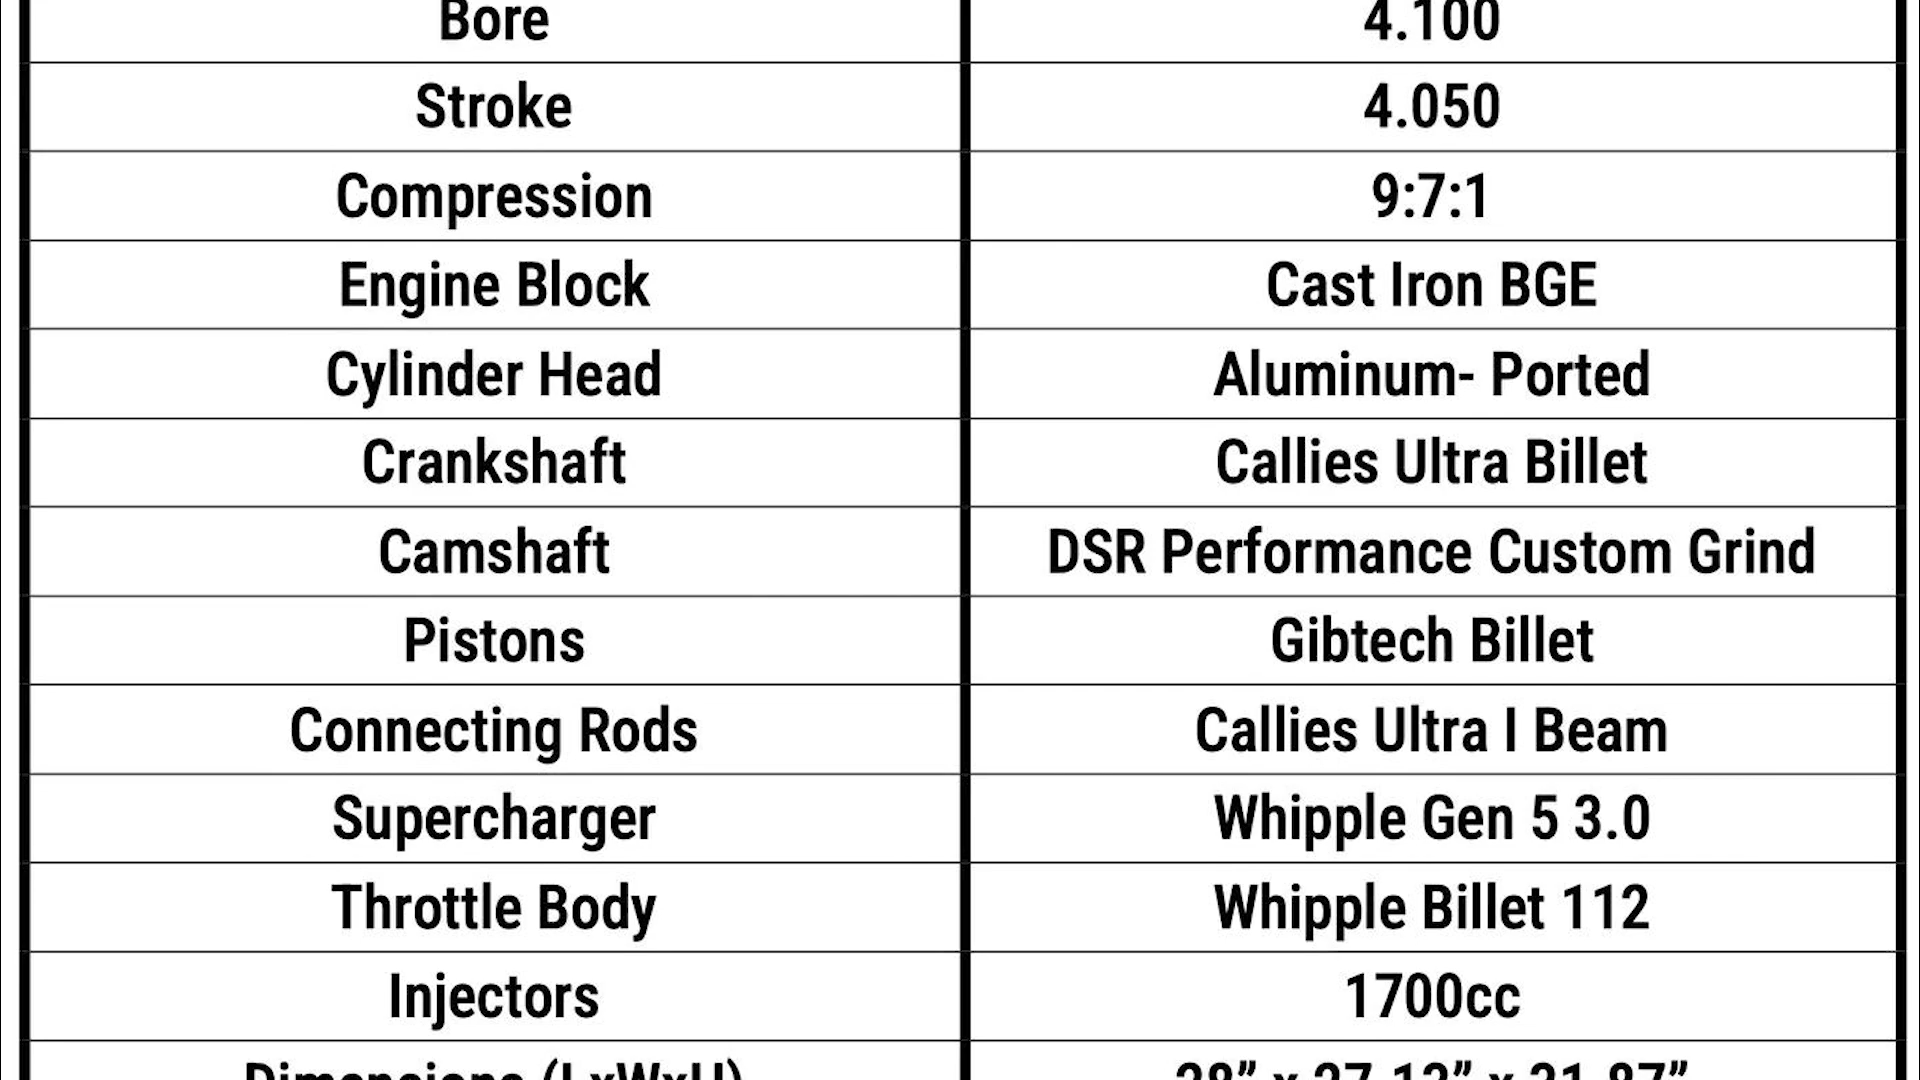 Bore 4.100
Stroke 4.050
Compression 9:7:1
Engine Block Cast Iron BGE
Cylinder Head Aluminum- Ported
Crankshaft Callies Ultra Billet
Camshaft DSR Performance Custom Grind
Pistons Gibtech Billet
Connecting Rods Callies Ultra I Beam
Supercharger Whipple Gen 5 3.0
Throttle Body Whipple Billet 112
Injectors 1700cc
Dimensions (LxWxH)